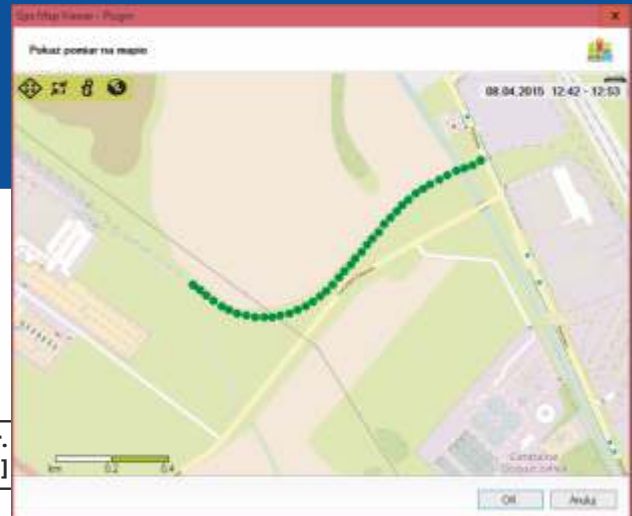 Gps Map Viewer - Plugin
x
Pokaż pomiar na mapie
08.04.2015 12:42 - 12:53
r.
]
km 0.2 0.4
OK Anuluj